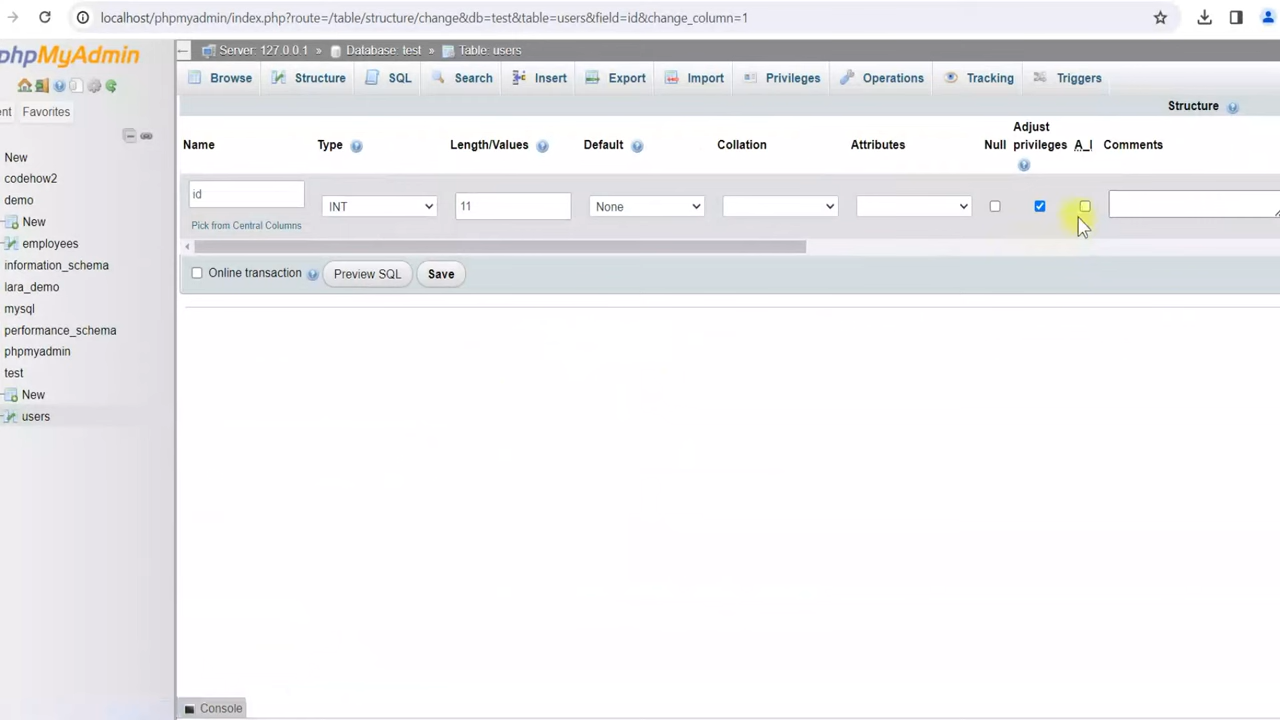 localhost/phpmyadmin/index.php?route=/table/structure/change&db=test&table=users&field=id&change_column=1
phpMyAdmin
Server: 127.0.0.1 » Database: test » Table: users
Browse Structure SQL Search Insert Export Import Privileges Operations Tracking Triggers
ent Favorites
New
codehow2
demo
New
employees
information_schema
lara_demo
mysql
performance_schema
phpmyadmin
test
New
users
Structure
Name Type Length/Values Default Collation Attributes Null Adjust privileges A_I Comments
id INT 11 None
Pick from Central Columns
Online transaction Preview SQL Save
Console